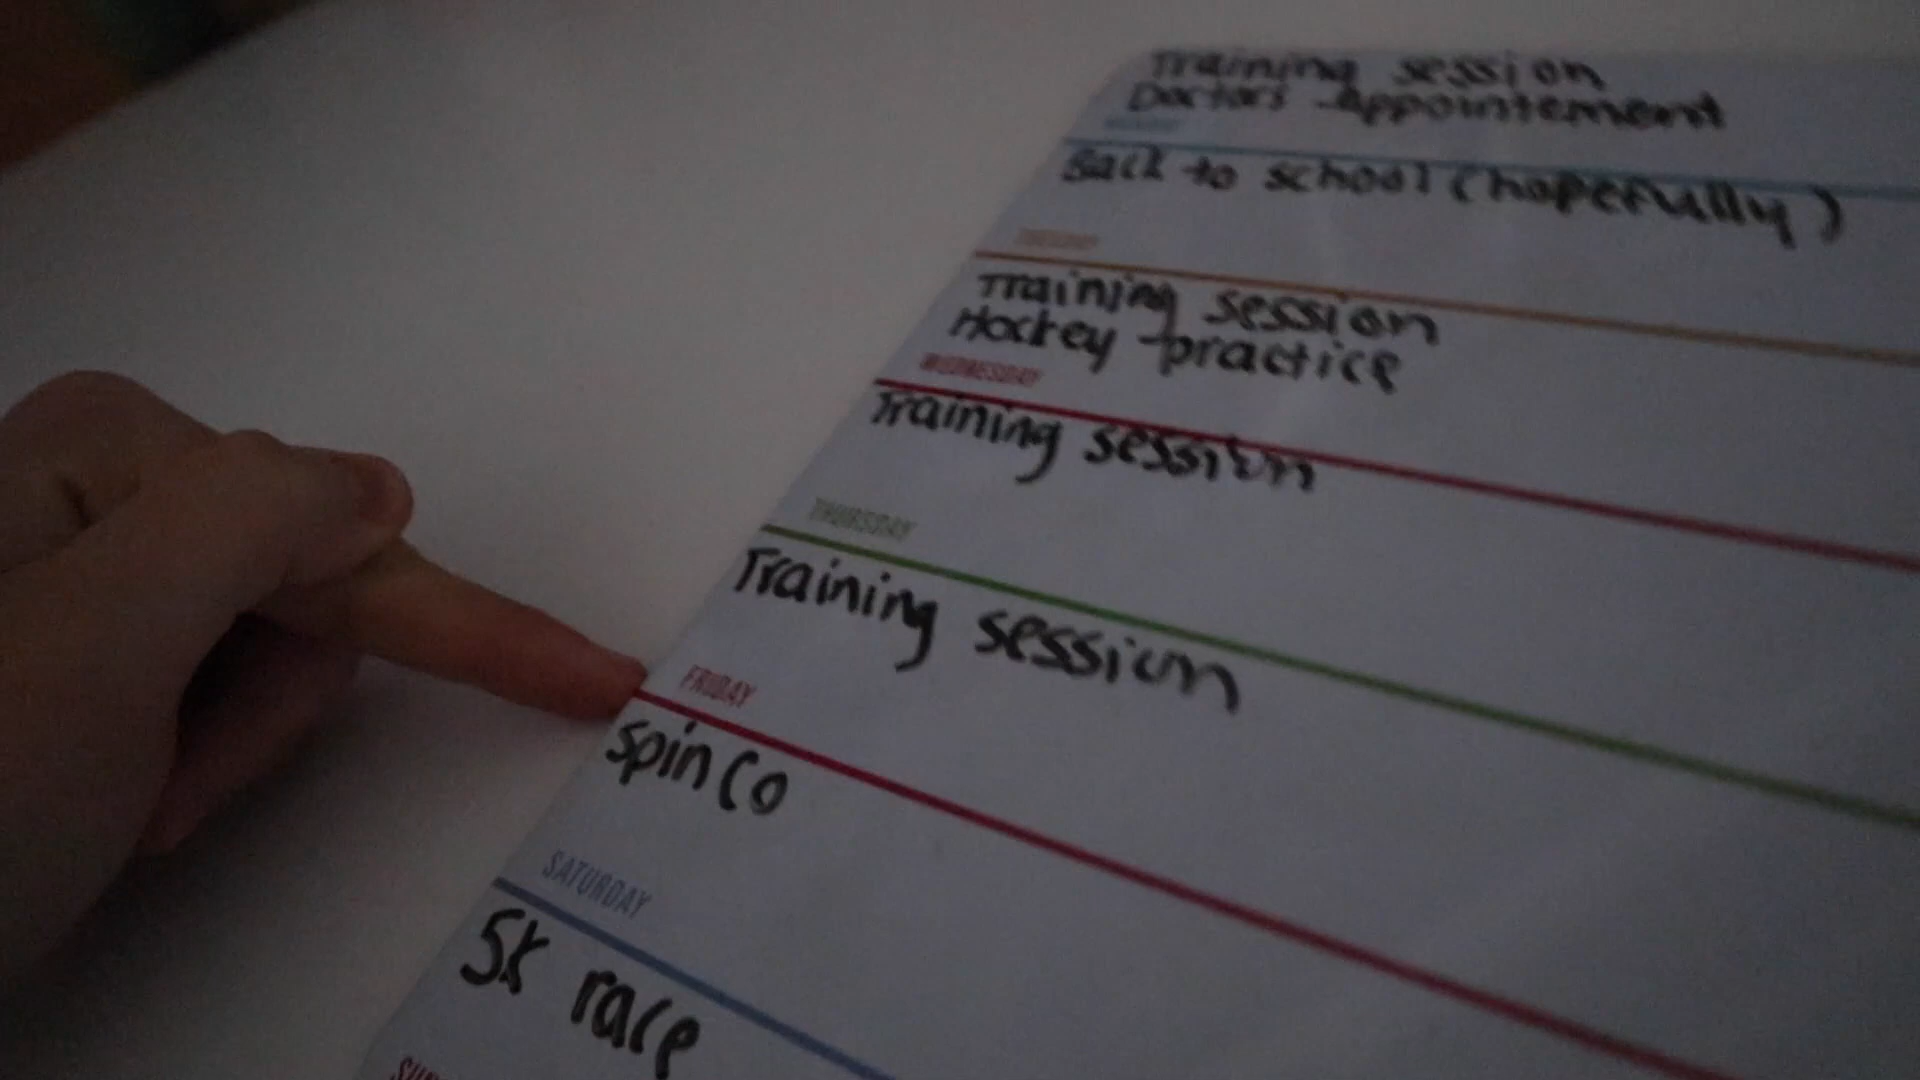 Training session
Doctors Appointement
MONDAY
Back to school (hopefully)
TUESDAY
Training session
Hockey practice
WEDNESDAY
Training session
THURSDAY
Training session
FRIDAY
Spin Co
SATURDAY
5k race